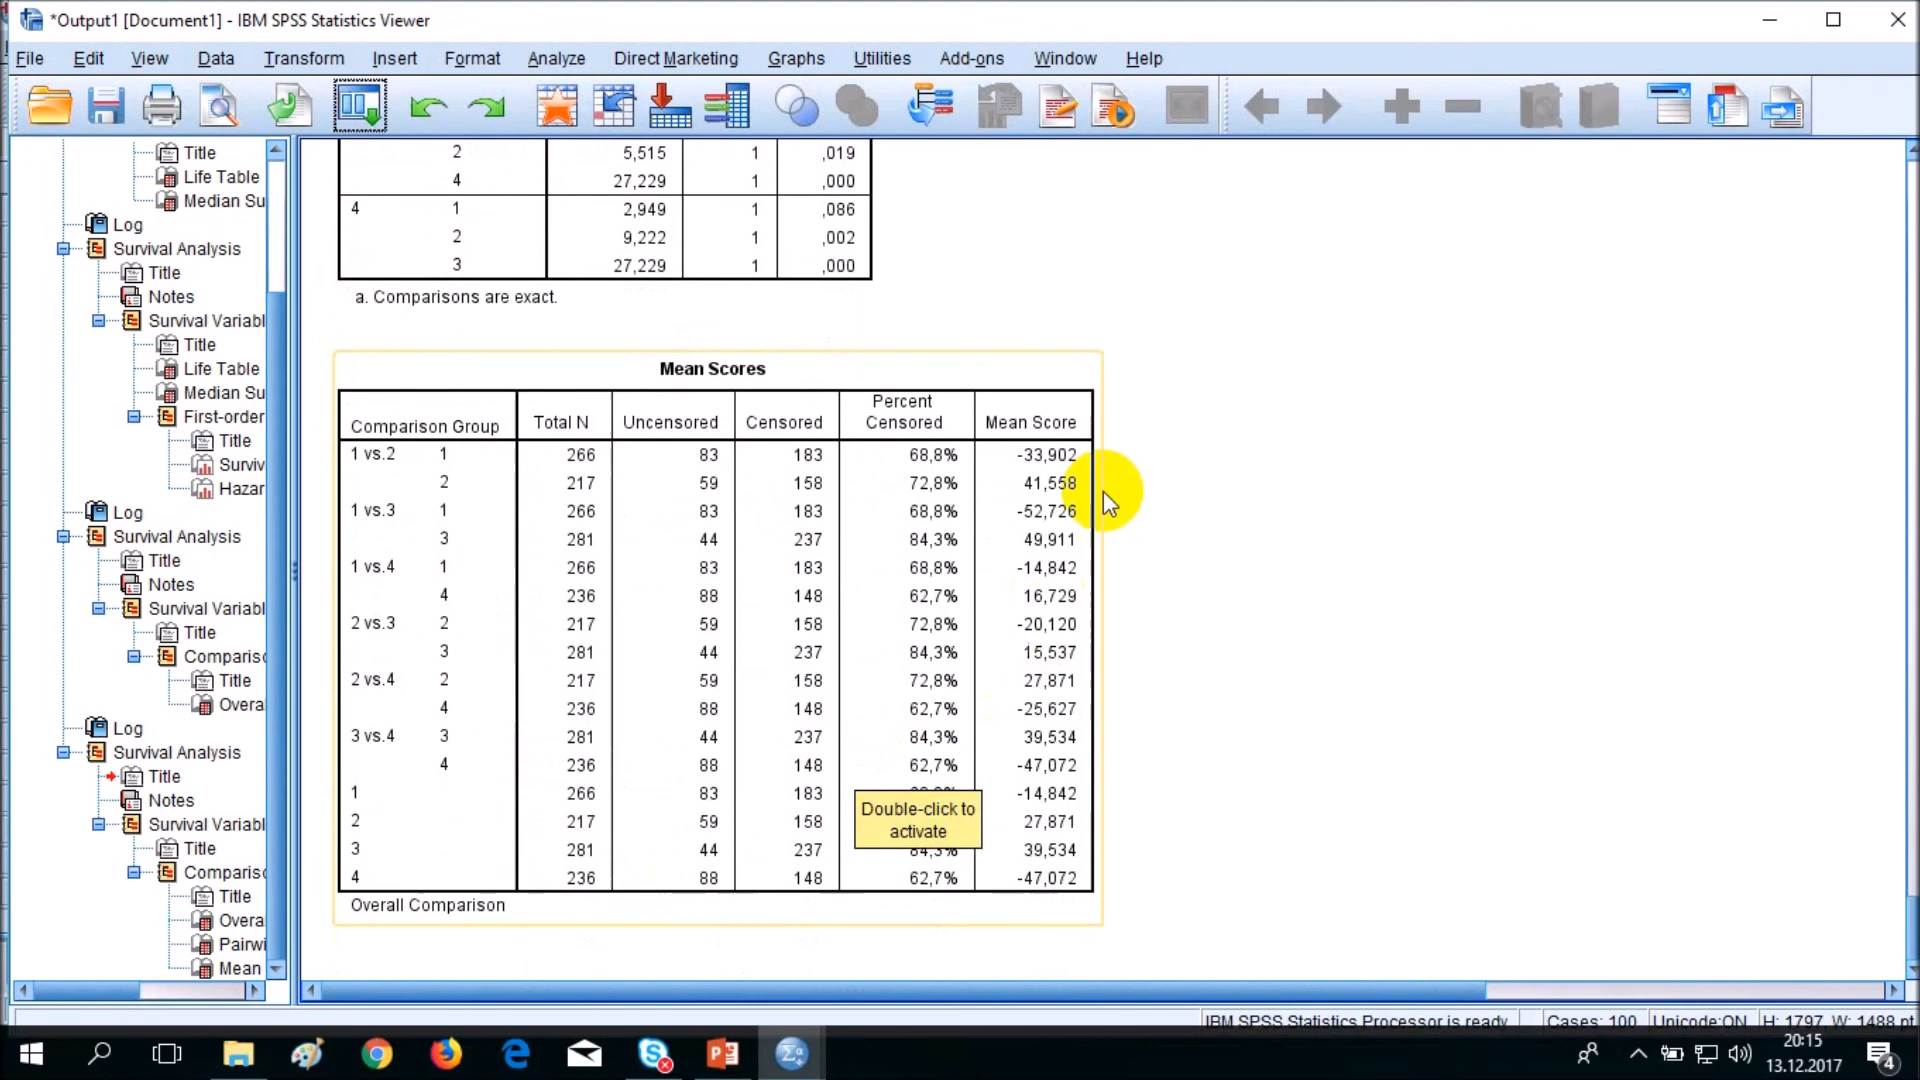 *Output1 [Document1] - IBM SPSS Statistics Viewer
File Edit View Data Transform Insert Format Analyze Direct Marketing Graphs Utilities Add-ons Window Help
Title
Life Table
Median Su
Log
Survival Analysis
Title
Notes
Survival Variabl
Title
Life Table
Median Su
First-order
Title
Surviv
Hazar
Log
Survival Analysis
Title
Notes
Survival Variabl
Title
Comparisc
Title
Overa
Log
Survival Analysis
Title
Notes
Survival Variabl
Title
Comparisc
Title
Overa
Pairwi
Mean
2 5,515 1 ,019
4 27,229 1 ,000
4 1 2,949 1 ,086
2 9,222 1 ,002
3 27,229 1 ,000
a. Comparisons are exact.
Mean Scores
Comparison Group Total N Uncensored Censored Percent Censored Mean Score
1 vs.2 1 266 83 183 68,8% -33,902
2 217 59 158 72,8% 41,558
1 vs.3 1 266 83 183 68,8% -52,726
3 281 44 237 84,3% 49,911
1 vs.4 1 266 83 183 68,8% -14,842
4 236 88 148 62,7% 16,729
2 vs.3 2 217 59 158 72,8% -20,120
3 281 44 237 84,3% 15,537
2 vs.4 2 217 59 158 72,8% 27,871
4 236 88 148 62,7% -25,627
3 vs.4 3 281 44 237 84,3% 39,534
4 236 88 148 62,7% -47,072
1 266 83 183 -14,842
2 217 59 158 27,871
3 281 44 237 84,3% 39,534
4 236 88 148 62,7% -47,072
Overall Comparison
Double-click to
activate
IBM SPSS Statistics Processor is ready Cases: 100 Unicode:ON H: 1797, W: 1488 pt
20:15
13.12.2017
4